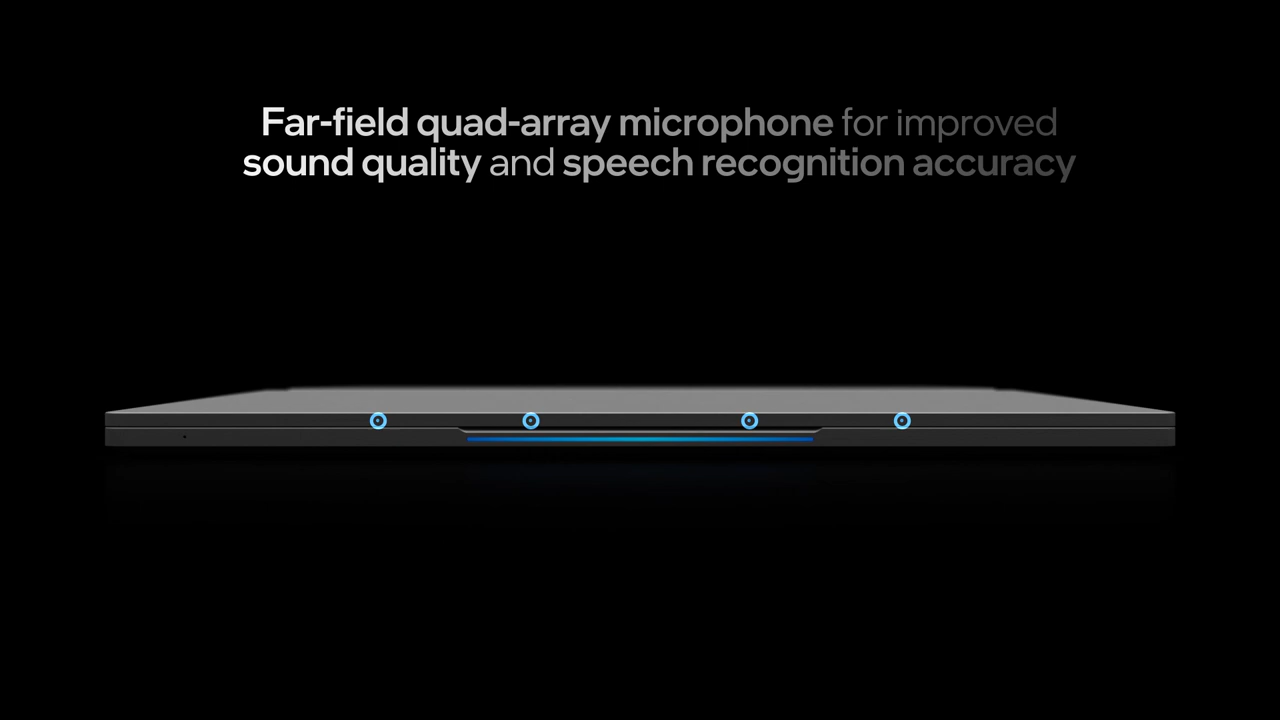 Far-field quad-array microphone for improved
sound quality and speech recognition accuracy